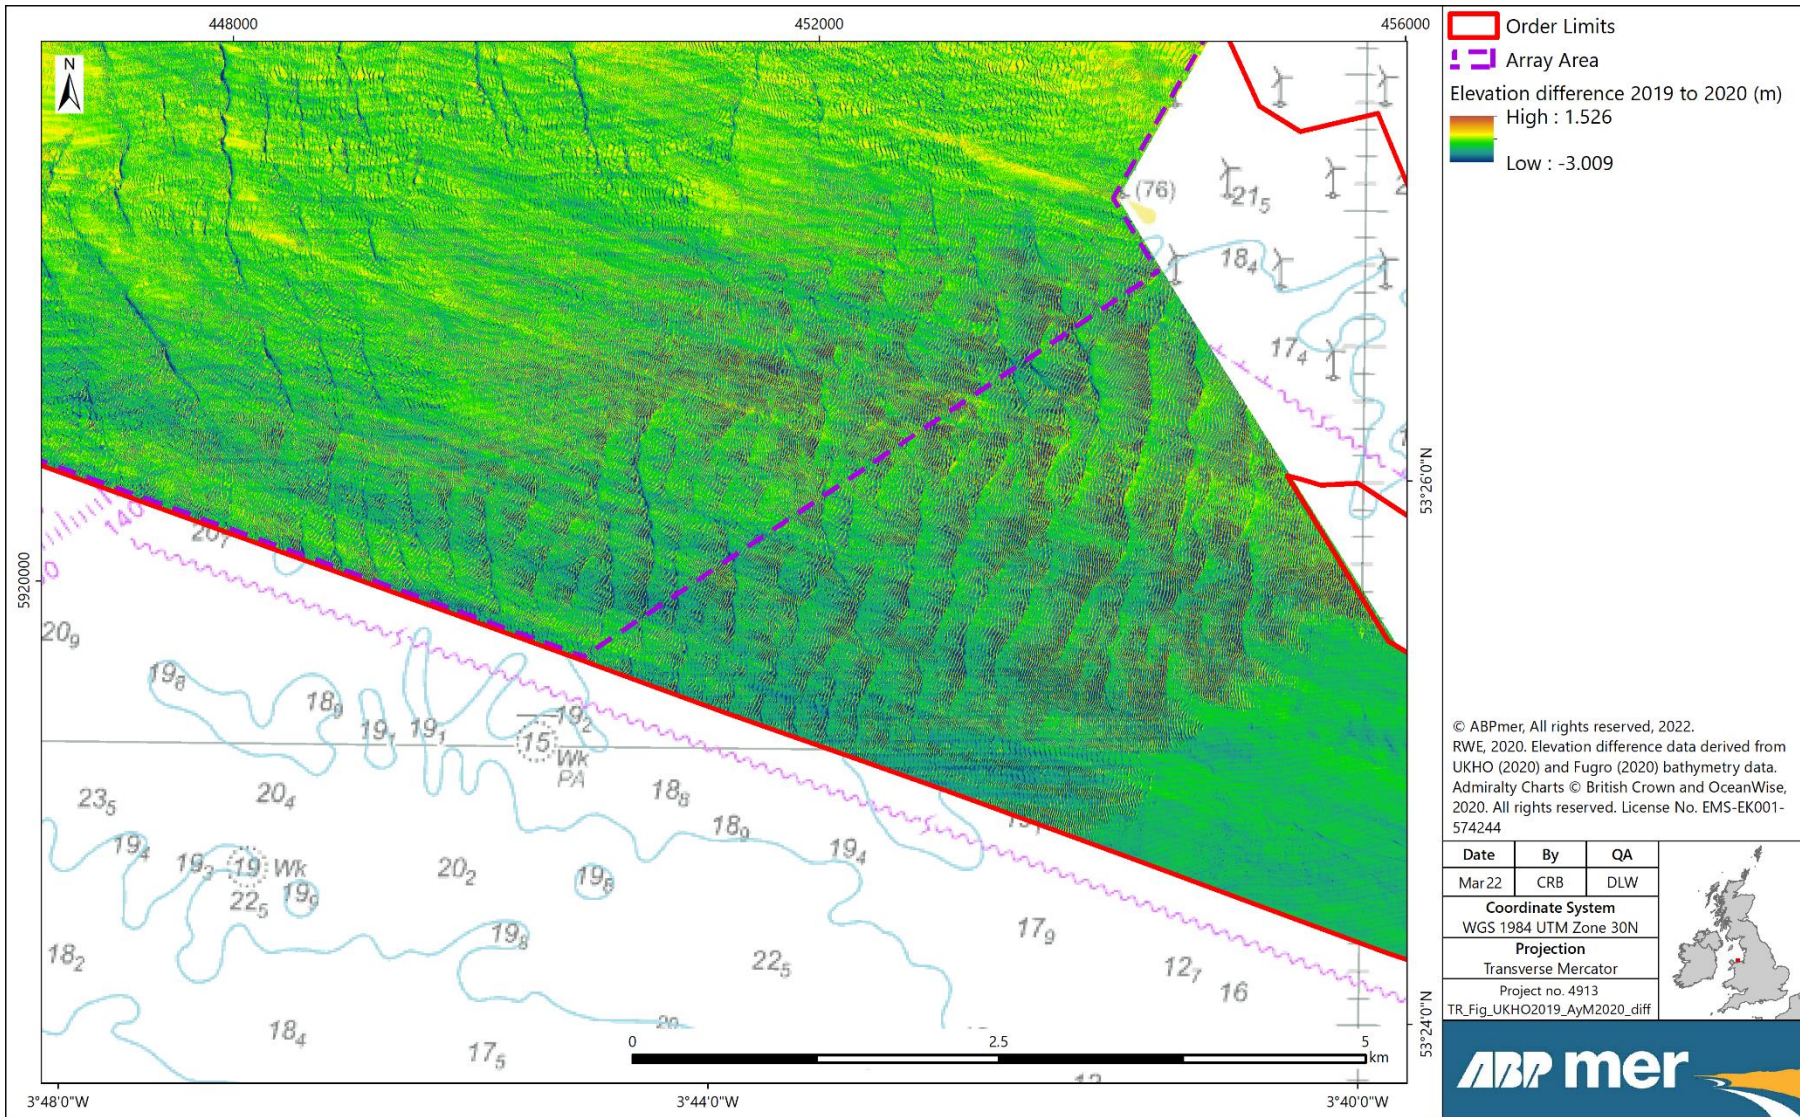 448000
452000
456000
N
(76)
21₅
18₄
17₄
140
5920000
53°26'0"N
20₉
19₈
18₉
19₁
19₁
19₂
15
Wk
PA
23₅
20₄
18₆
18₉
19₄
19₄
19₃
19
Wk
22₅
19₉
20₂
19₈
19₈
17₉
18₂
22₅
12₇
16
18₄
17₅
53°24'0"N
0
2.5
5
km
3°48'0"W
3°44'0"W
3°40'0"W
Order Limits
Array Area
Elevation difference 2019 to 2020 (m)
High : 1.526
Low : -3.009
© ABPmer, All rights reserved, 2022.
RWE, 2020. Elevation difference data derived from
UKHO (2020) and Fugro (2020) bathymetry data.
Admiralty Charts © British Crown and OceanWise,
2020. All rights reserved. License No. EMS-EK001-
574244
Date By QA
Mar22 CRB DLW
Coordinate System
WGS 1984 UTM Zone 30N
Projection
Transverse Mercator
Project no. 4913
TR_Fig_UKHO2019_AyM2020_diff
ABP mer